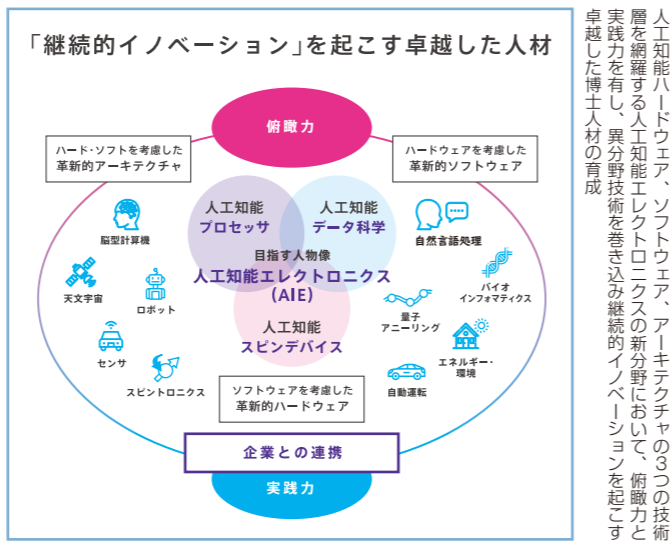 「継続的イノベーション」を起こす卓越した人材
俯瞰力
ハード・ソフトを考慮した
革新的アーキテクチャ
ハードウェアを考慮した
革新的ソフトウェア
人工知能
プロセッサ
人工知能
データ科学
目指す人物像
人工知能エレクトロニクス
(AIE)
人工知能
スピンデバイス
脳型計算機
天文宇宙
ロボット
センサ
スピントロニクス
自然言語処理
バイオ
インフォマティクス
量子
アニーリング
エネルギー・
環境
自動運転
ソフトウェアを考慮した
革新的ハードウェア
企業との連携
実践力
人工知能ハードウェア、ソフトウェア、アーキテクチャの3つの技術
層を網羅する人工知能エレクトロニクスの新分野において、俯瞰力と
実践力を有し、異分野技術を巻き込み継続的イノベーションを起こす
卓越した博士人材の育成